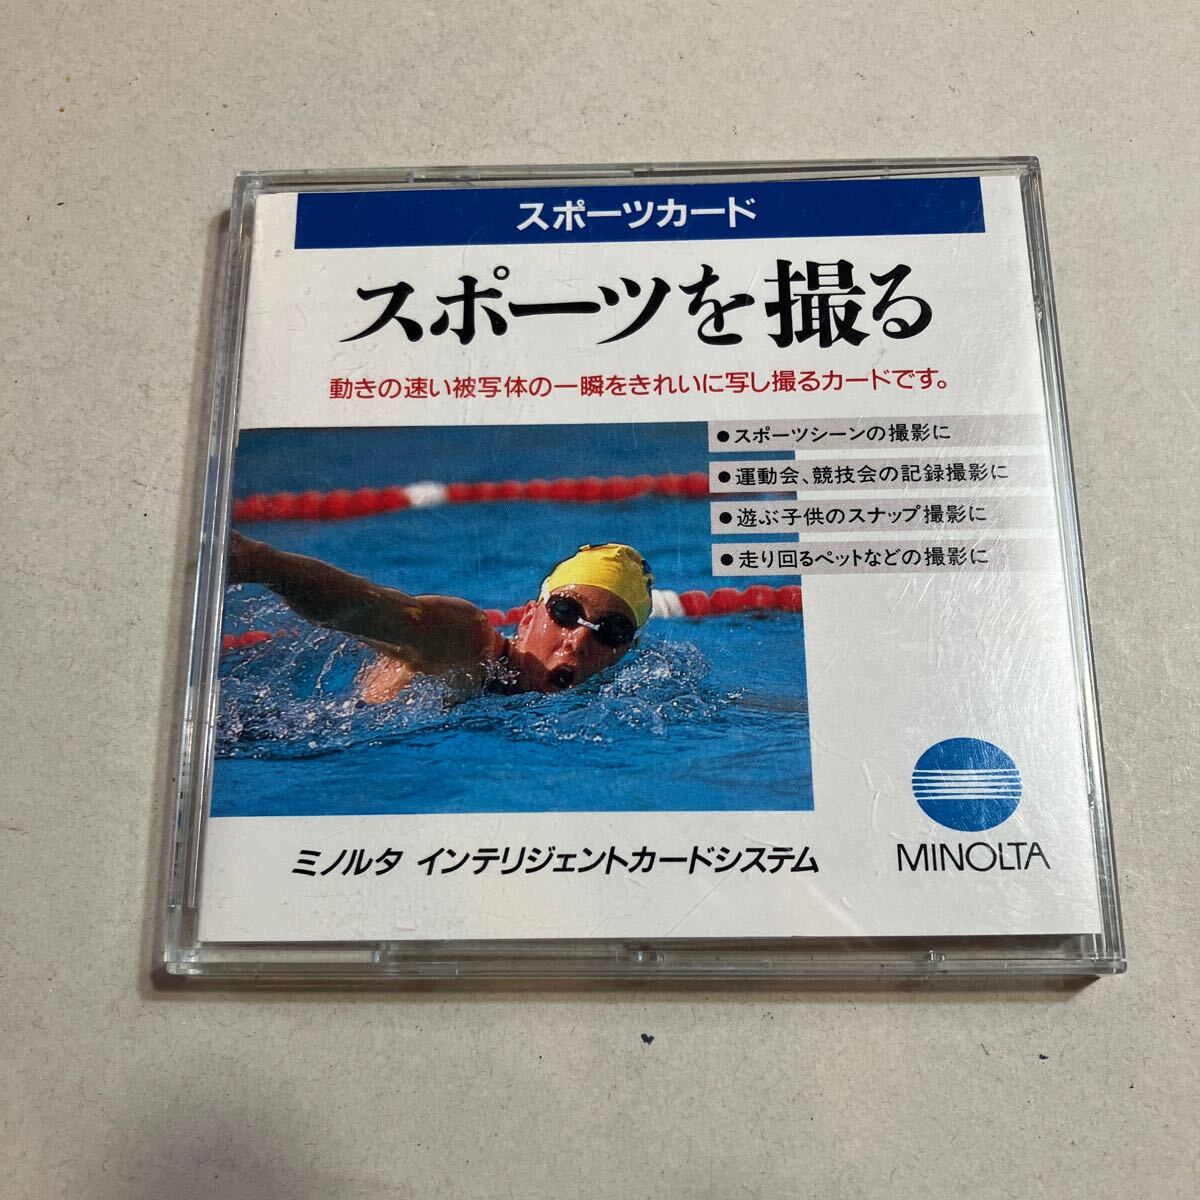 スポーツカード
スポーツを撮る
動きの速い被写体の一瞬をきれいに写し撮るカードです。
●スポーツシーンの撮影に
●運動会、競技会の記録撮影に
●遊ぶ子供のスナップ撮影に
●走り回るペットなどの撮影に
ミノルタ インテリジェントカードシステム
MINOLTA